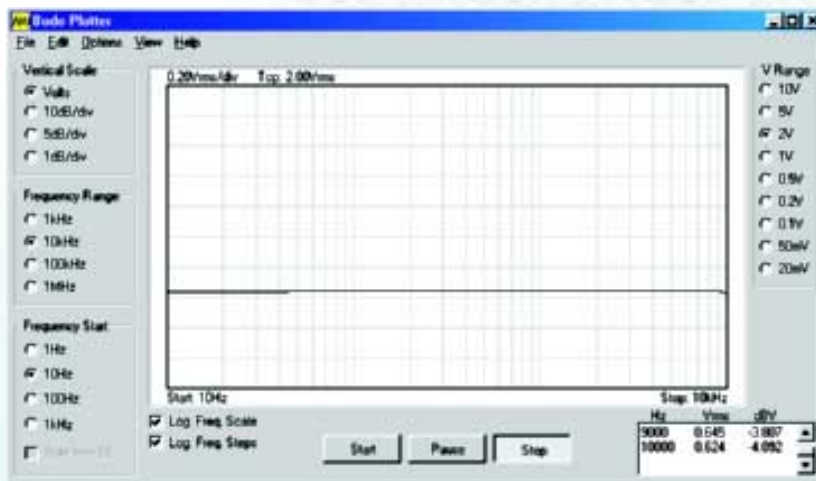 Bode Plotter
File Edit Options View Help
Vertical Scale
Volts
10dB/div
5dB/div
1dB/div
Frequency Range
1kHz
10kHz
100kHz
1MHz
Frequency Start
1Hz
10Hz
100Hz
1kHz
0.20Vrms/div Top: 2.00Vrms
Start: 10Hz
Stop: 10kHz
Log. Freq. Scale
Log. Freq. Steps
Start
Pause
Stop
V Range
10V
5V
2V
1V
0.5V
0.2V
0.1V
50mV
20mV
Hz Vrms dBV
9000 0.645 -3.807
10000 0.624 -4.092